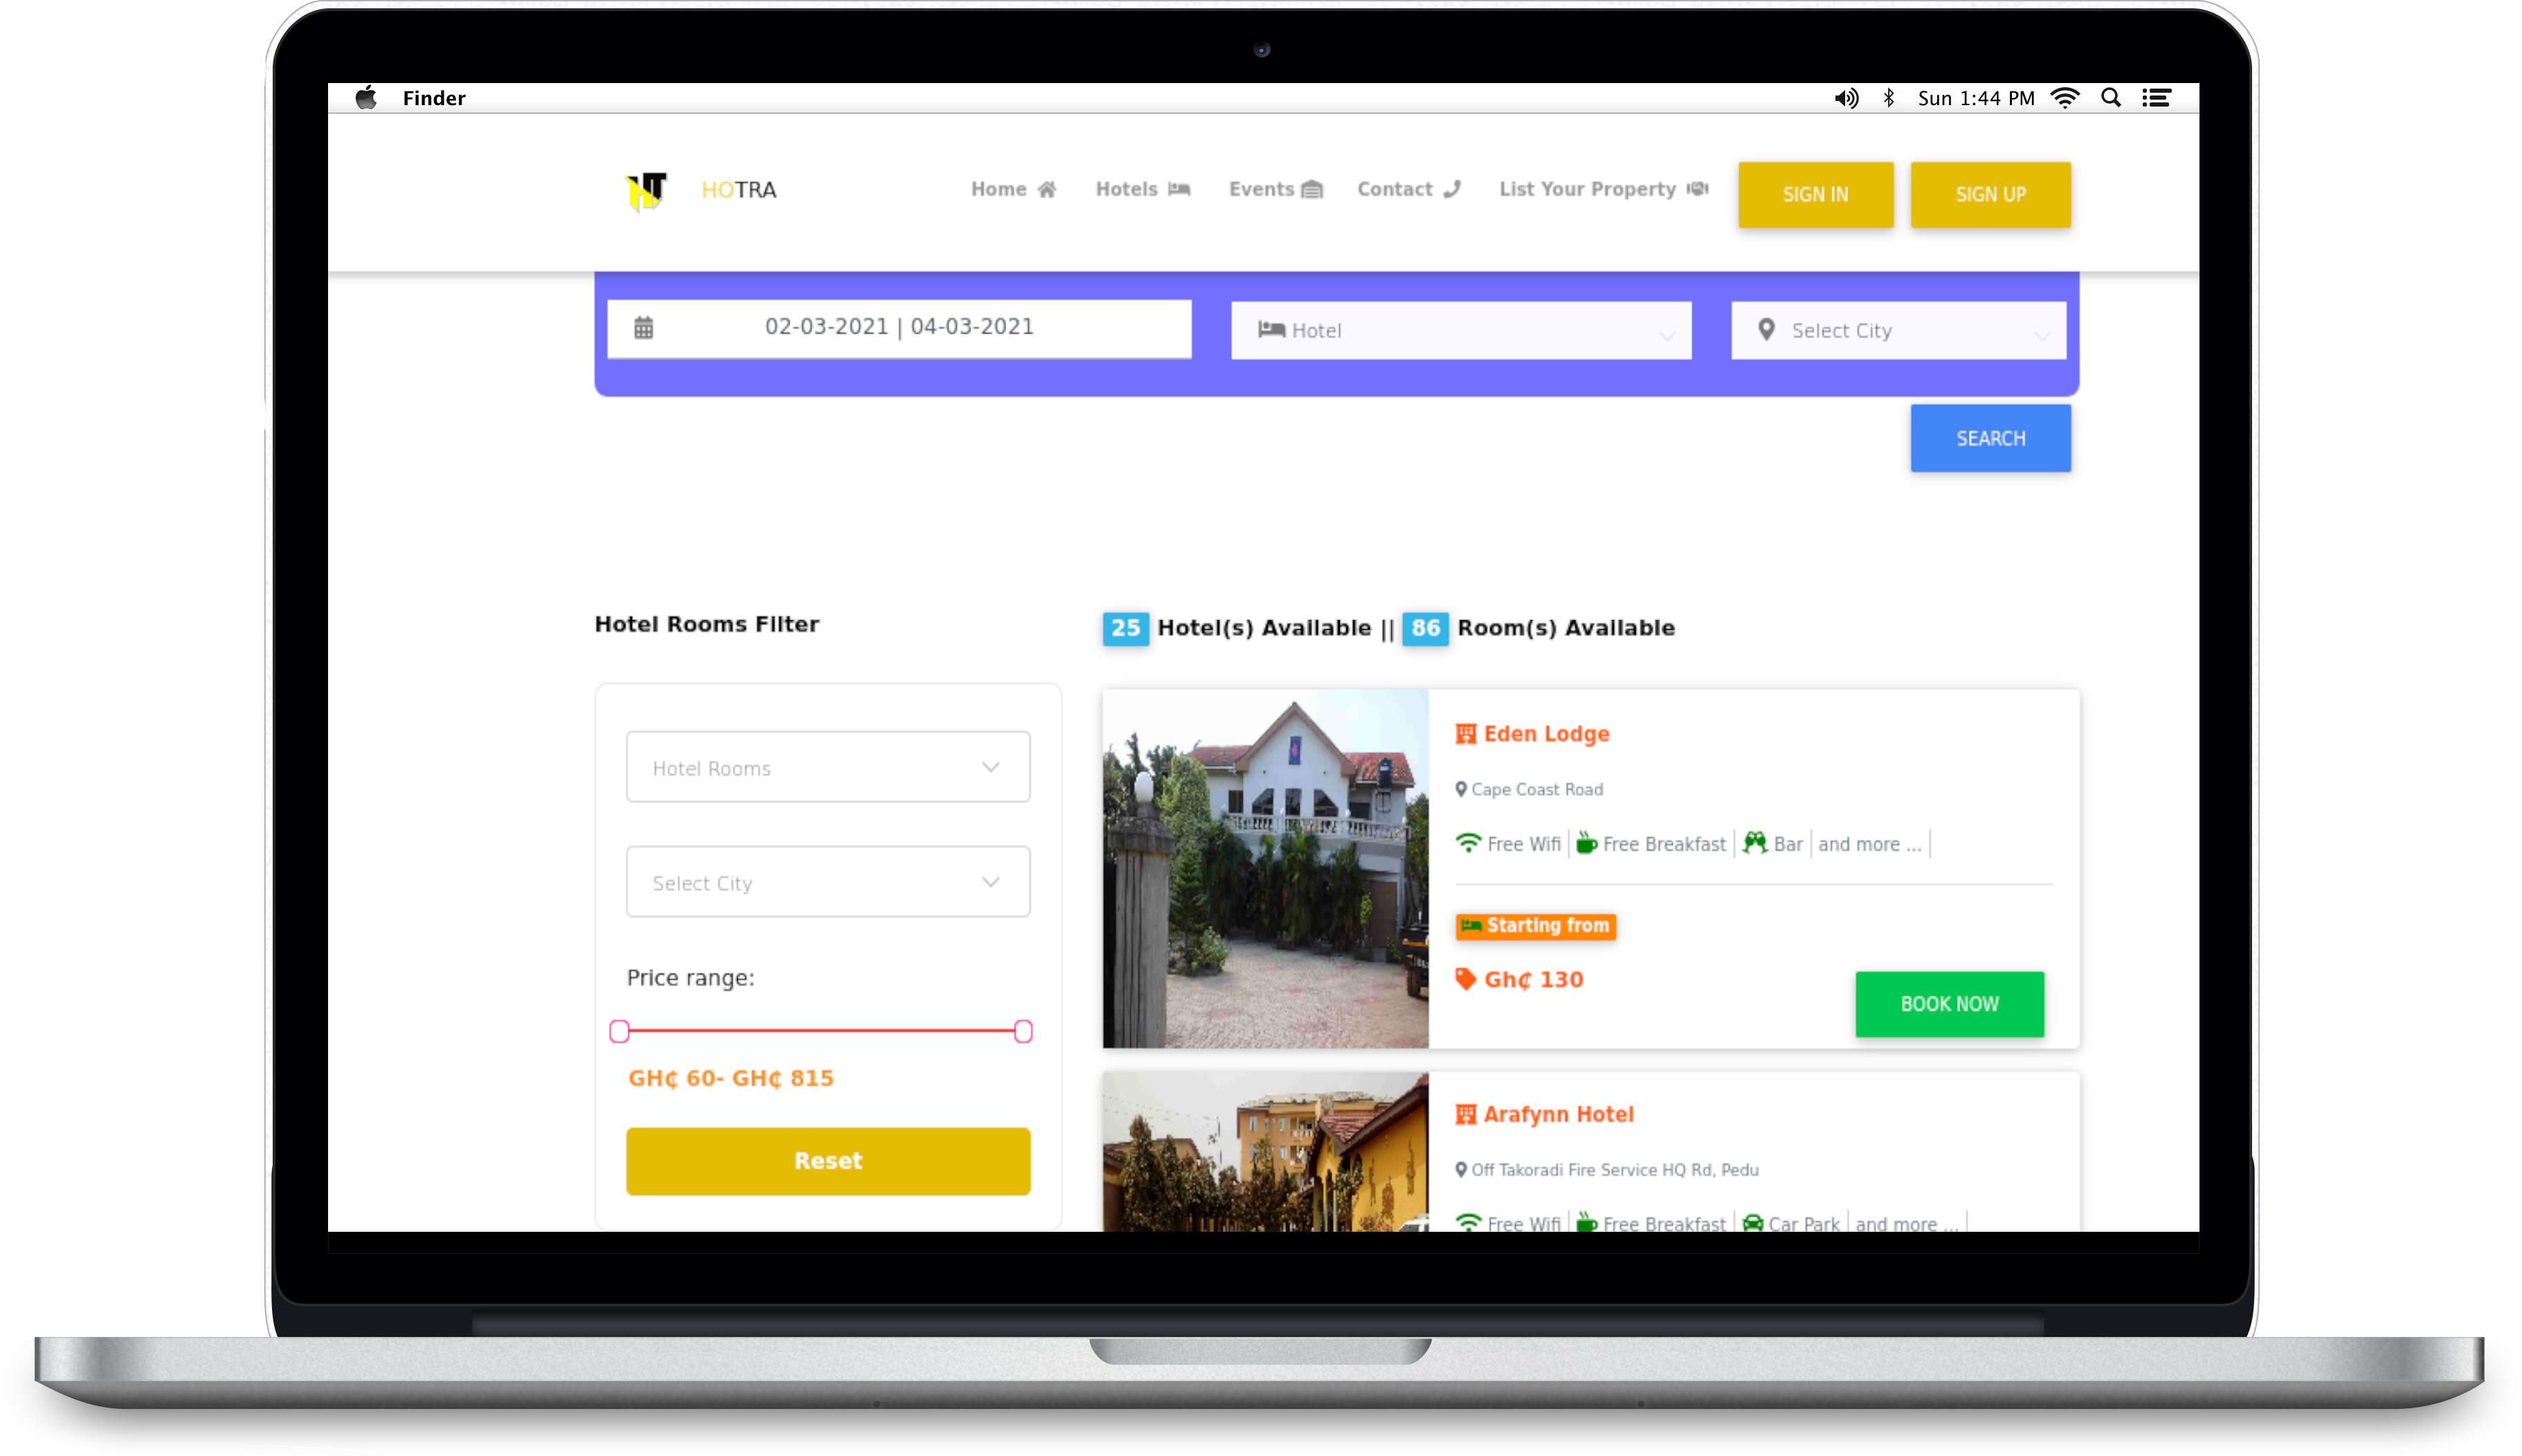 Finder
Sun 1:44 PM
HOTRA
Home
Hotels
Events
Contact
List Your Property
SIGN IN
SIGN UP
02-03-2021 | 04-03-2021
Hotel
Select City
SEARCH
Hotel Rooms Filter
25 Hotel(s) Available || 86 Room(s) Available
Hotel Rooms
Select City
Price range:
GH₵ 60- GH₵ 815
Reset
Eden Lodge
Cape Coast Road
Free Wifi | Free Breakfast | Bar | and more ... |
Starting from
Gh₵ 130
BOOK NOW
Arafynn Hotel
Off Takoradi Fire Service HQ Rd, Pedu
Free Wifi | Free Breakfast | Car Park | and more ... |